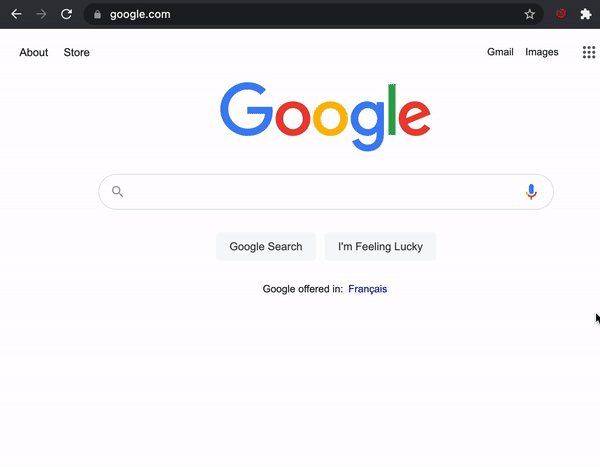 google.com
About Store Gmail Images
Google
Google Search I'm Feeling Lucky
Google offered in: Français